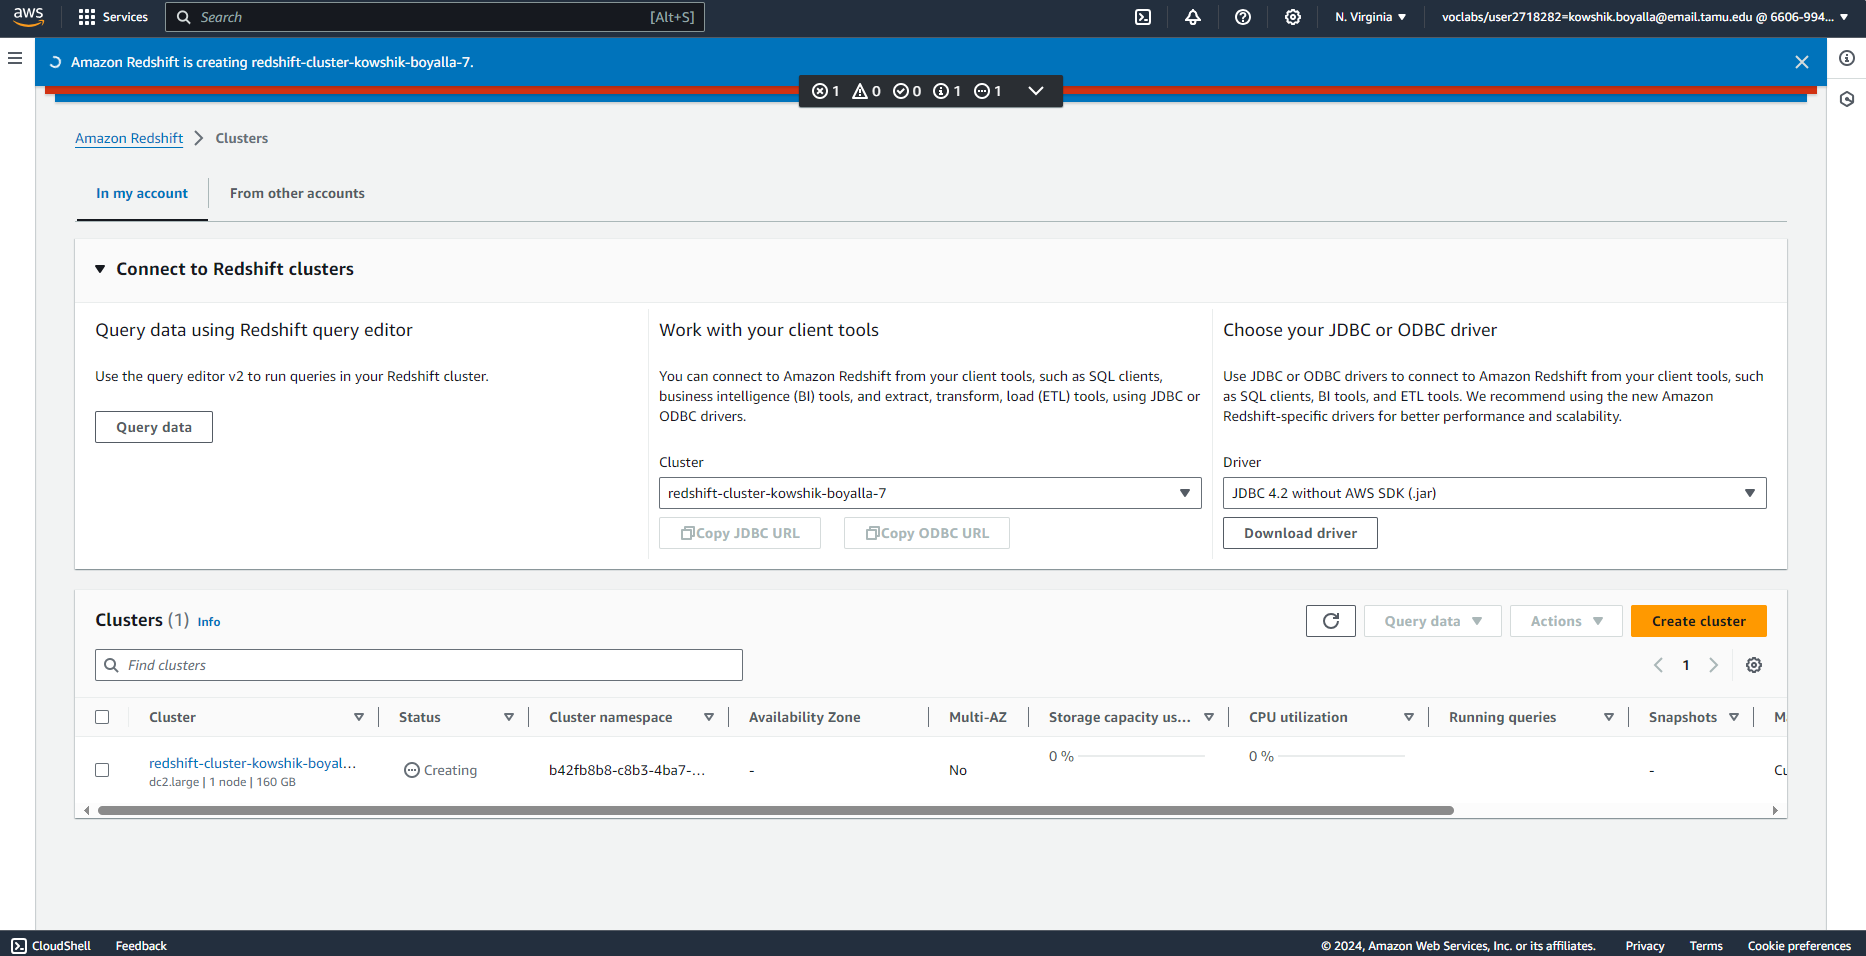 aws
Services
Search
[Alt+S]
N. Virginia
voclabs/user2718282=kowshik.boyalla@email.tamu.edu @ 6606-994...
Amazon Redshift is creating redshift-cluster-kowshik-boyalla-7.
1 0 0 1 1
Amazon Redshift
Clusters
In my account
From other accounts
Connect to Redshift clusters
Query data using Redshift query editor
Use the query editor v2 to run queries in your Redshift cluster.
Query data
Work with your client tools
You can connect to Amazon Redshift from your client tools, such as SQL clients,
business intelligence (BI) tools, and extract, transform, load (ETL) tools, using JDBC or
ODBC drivers.
Cluster
redshift-cluster-kowshik-boyalla-7
Copy JDBC URL
Copy ODBC URL
Choose your JDBC or ODBC driver
Use JDBC or ODBC drivers to connect to Amazon Redshift from your client tools, such
as SQL clients, BI tools, and ETL tools. We recommend using the new Amazon
Redshift-specific drivers for better performance and scalability.
Driver
JDBC 4.2 without AWS SDK (.jar)
Download driver
Clusters (1) Info
Query data
Actions
Create cluster
Find clusters
1
Cluster
Status
Cluster namespace
Availability Zone
Multi-AZ
Storage capacity us...
CPU utilization
Running queries
Snapshots
redshift-cluster-kowshik-boyal...
dc2.large | 1 node | 160 GB
Creating
b42fb8b8-c8b3-4ba7-...
-
No
0 %
0 %
-
CloudShell
Feedback
© 2024, Amazon Web Services, Inc. or its affiliates.
Privacy
Terms
Cookie preferences